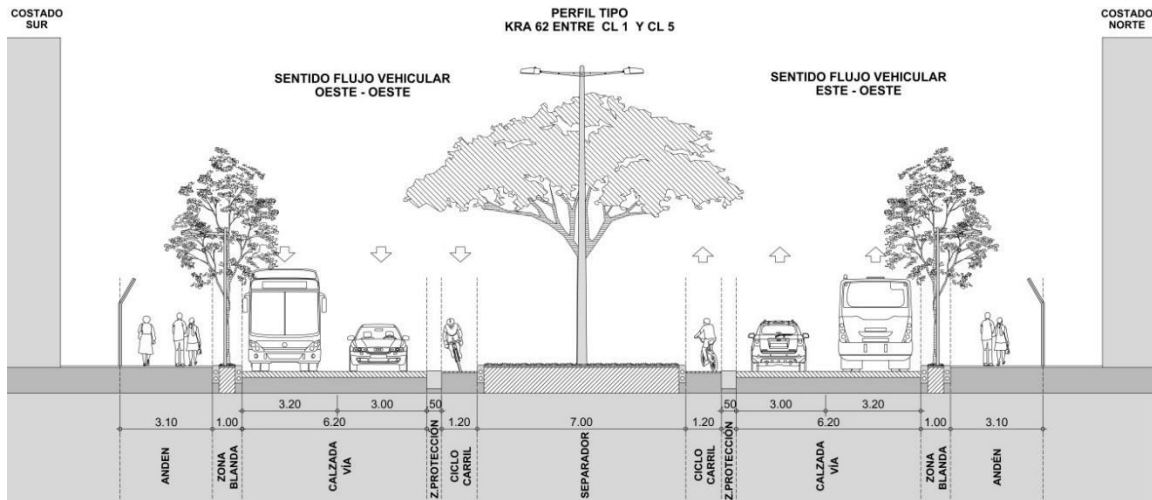 COSTADO
SUR
PERFIL TIPO
KRA 62 ENTRE CL 1 Y CL 5
COSTADO
NORTE
SENTIDO FLUJO VEHICULAR
OESTE - OESTE
SENTIDO FLUJO VEHICULAR
ESTE - OESTE
3.20 3.00 50 50 3.00 3.20
3.10 1.00 6.20 1.20 7.00 1.20 6.20 1.00 3.10
ANDEN
ZONA
BLANDA
CALZADA
VÍA
Z.PROTECCIÓN
CICLO
CARRIL
SEPARADOR
CICLO
CARRIL
Z.PROTECCIÓN
CALZADA
VÍA
ZONA
BLANDA
ANDÉN